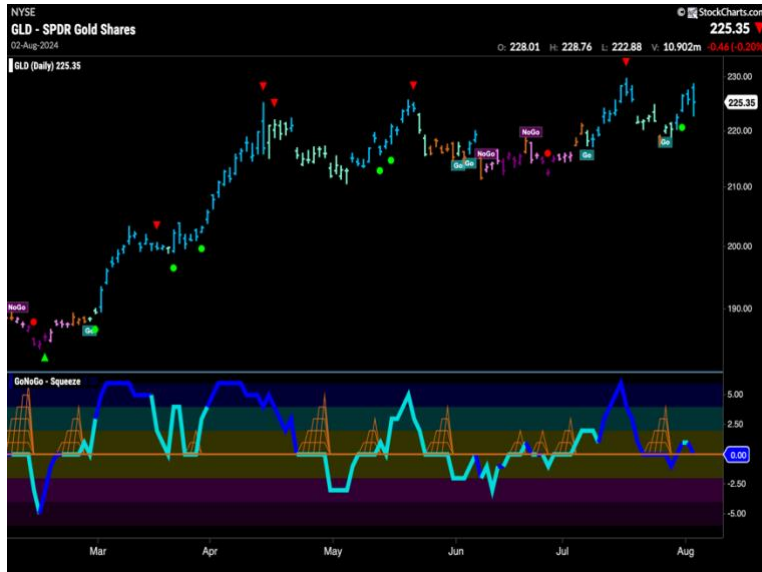 NYSE © StockCharts.com
GLD - SPDR Gold Shares 225.35
02-Aug-2024 O: 228.01 H: 228.76 L: 222.88 V: 10.902m -0.46 (-0.20%)
GLD (Daily) 225.35
230.00
225.35
220.00
210.00
200.00
190.00
NoGo
Go
Go
Go
NoGo
NoGo
Go
Go
GoNoGo - Squeeze
5.00
2.50
0.00
-2.50
-5.00
Mar Apr May Jun Jul Aug